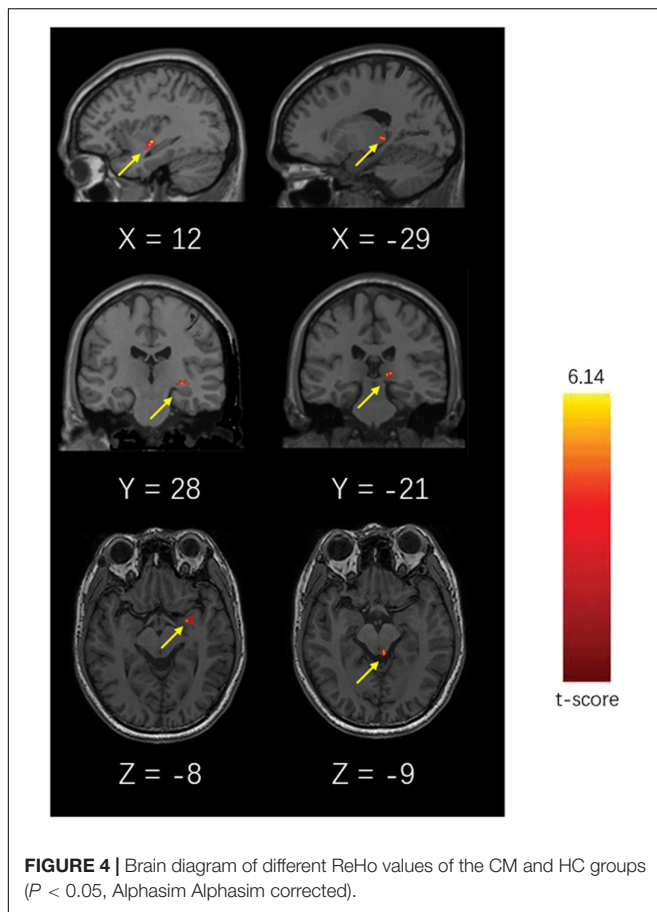 X = 12
X = -29
Y = 28
Y = -21
Z = -8
Z = -9
6.14
t-score
FIGURE 4 | Brain diagram of different ReHo values of the CM and HC groups
(P < 0.05, Alphasim Alphasim corrected).